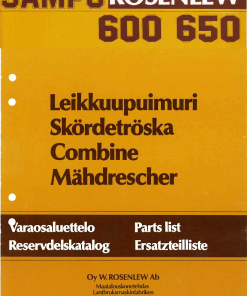 SAMPO ROSENLEW
600 650
Leikkuupuimuri
Skördetröska
Combine
Mähdrescher
Varaosaluettelo Parts list
Reservdelskatalog Ersatzteilliste
Oy W. ROSENLEW Ab
Maatalouskonetehdas
Lantbruksmaskinfabriken